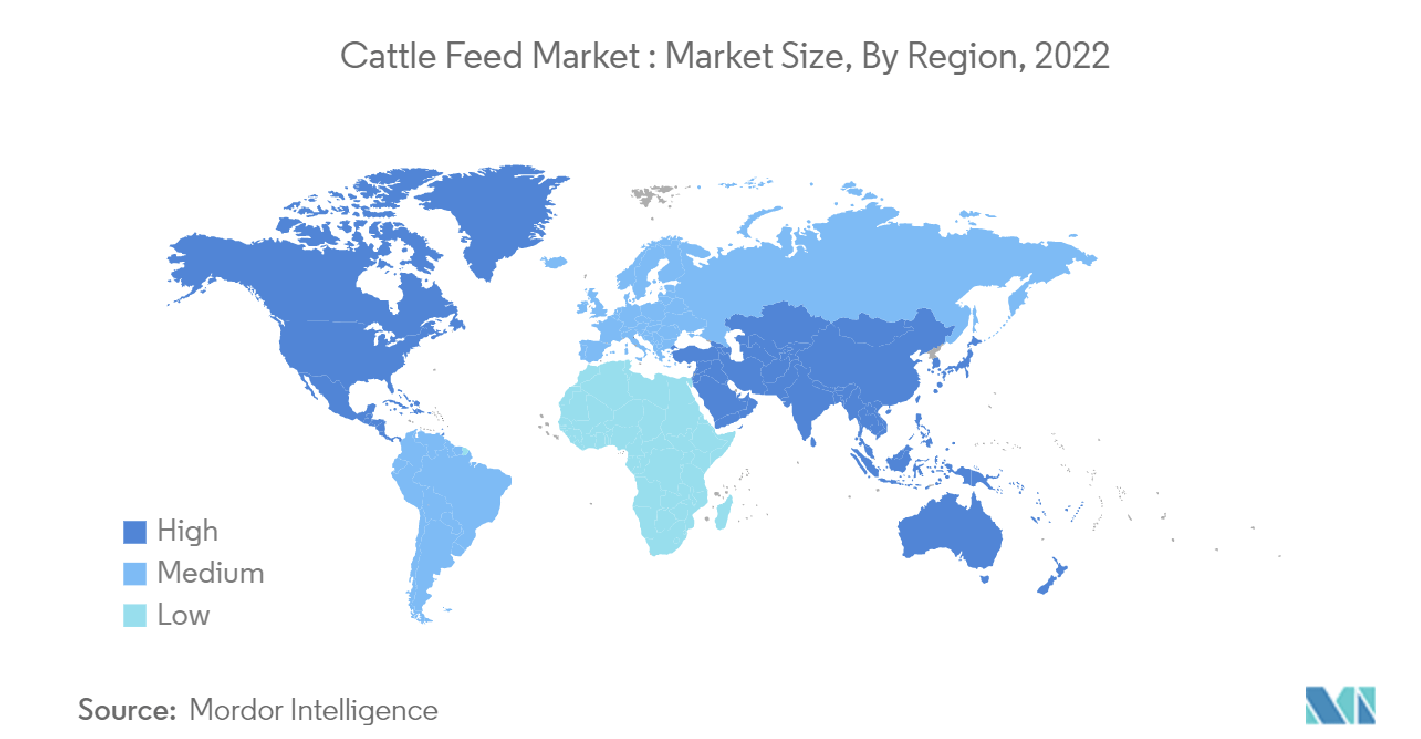 Cattle Feed Market : Market Size, By Region, 2022
High
Medium
Low
Source: Mordor Intelligence